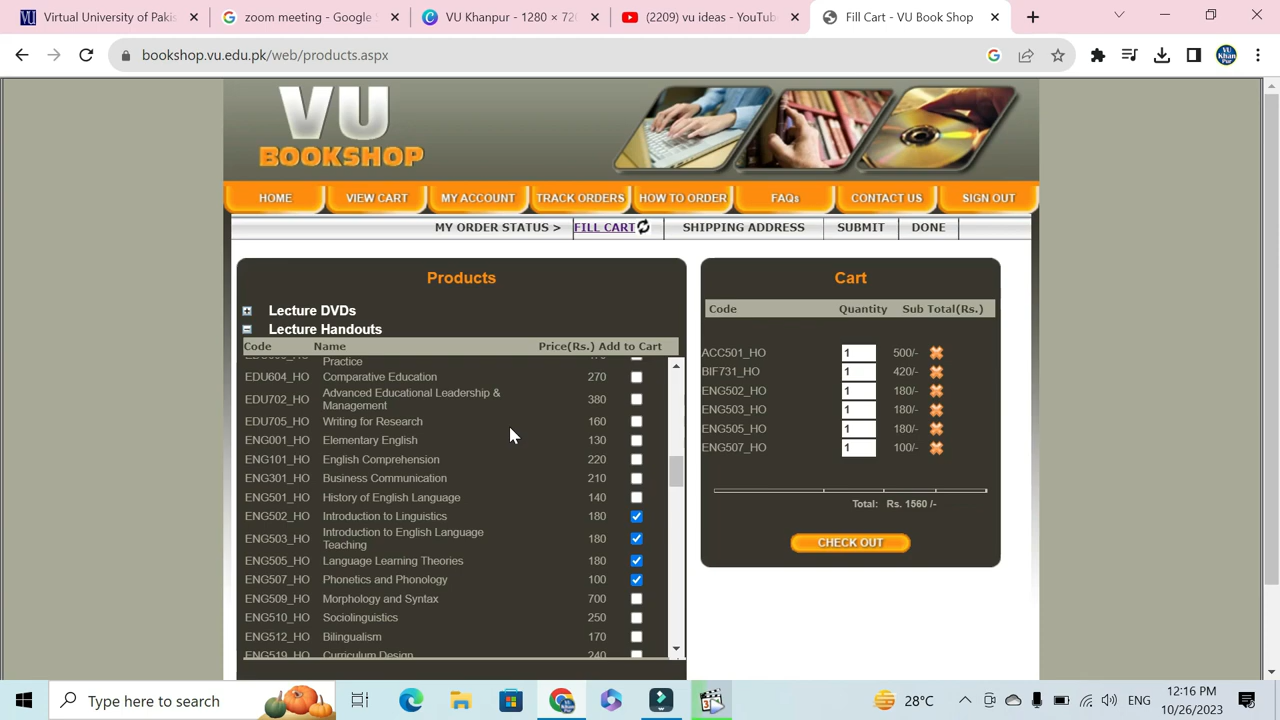 Virtual University of Pakis
zoom meeting - Google
VU Khanpur - 1280 × 720
(2209) vu ideas - YouTub
Fill Cart - VU Book Shop
bookshop.vu.edu.pk/web/products.aspx
VU
BOOKSHOP
HOME
VIEW CART
MY ACCOUNT
TRACK ORDERS
HOW TO ORDER
FAQs
CONTACT US
SIGN OUT
MY ORDER STATUS >
FILL CART
SHIPPING ADDRESS
SUBMIT
DONE
Products
Lecture DVDs
Lecture Handouts
Code Name Price(Rs.) Add to Cart
Practice
EDU604_HO Comparative Education 270
EDU702_HO Advanced Educational Leadership & Management 380
EDU705_HO Writing for Research 160
ENG001_HO Elementary English 130
ENG101_HO English Comprehension 220
ENG301_HO Business Communication 210
ENG501_HO History of English Language 140
ENG502_HO Introduction to Linguistics 180
ENG503_HO Introduction to English Language Teaching 180
ENG505_HO Language Learning Theories 180
ENG507_HO Phonetics and Phonology 100
ENG509_HO Morphology and Syntax 700
ENG510_HO Sociolinguistics 250
ENG512_HO Bilingualism 170
ENG519_HO Curriculum Design 240
Cart
Code Quantity Sub Total(Rs.)
ACC501_HO 1 500/-
BIF731_HO 1 420/-
ENG502_HO 1 180/-
ENG503_HO 1 180/-
ENG505_HO 1 180/-
ENG507_HO 1 100/-
Total: Rs. 1560 /-
CHECK OUT
Type here to search
28°C
ENG
12:16 PM
10/26/2023